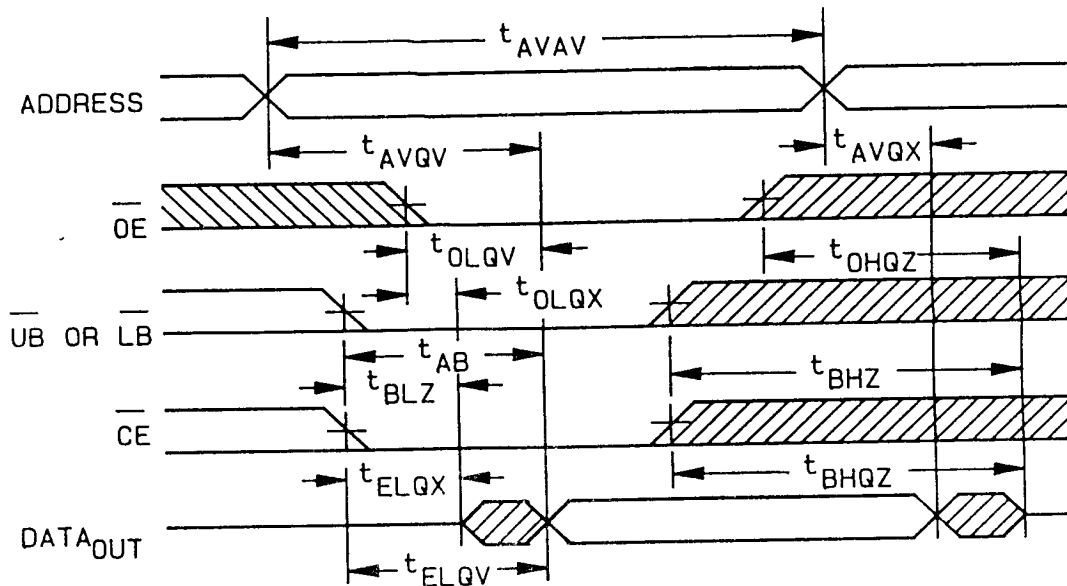 tAVAV
ADDRESS
tAVQV
tAVQX
OE
tOLQV
tOHQZ
tOLQX
UB OR LB
tAB
tBLZ
tBHZ
CE
tELQX
tBHQZ
DATAOUT
tELQV